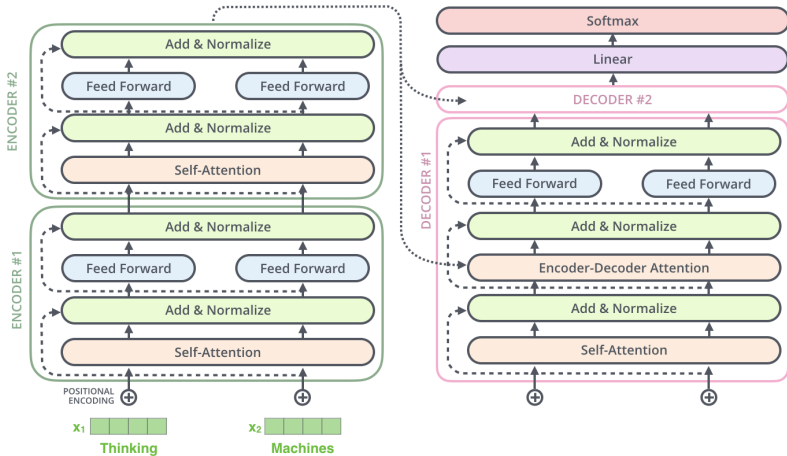 ENCODER #2
Add & Normalize
Feed Forward
Feed Forward
Add & Normalize
Self-Attention
ENCODER #1
Add & Normalize
Feed Forward
Feed Forward
Add & Normalize
Self-Attention
POSITIONAL
ENCODING
x1
x2
Thinking
Machines
Softmax
Linear
DECODER #2
DECODER #1
Add & Normalize
Feed Forward
Feed Forward
Add & Normalize
Encoder-Decoder Attention
Add & Normalize
Self-Attention